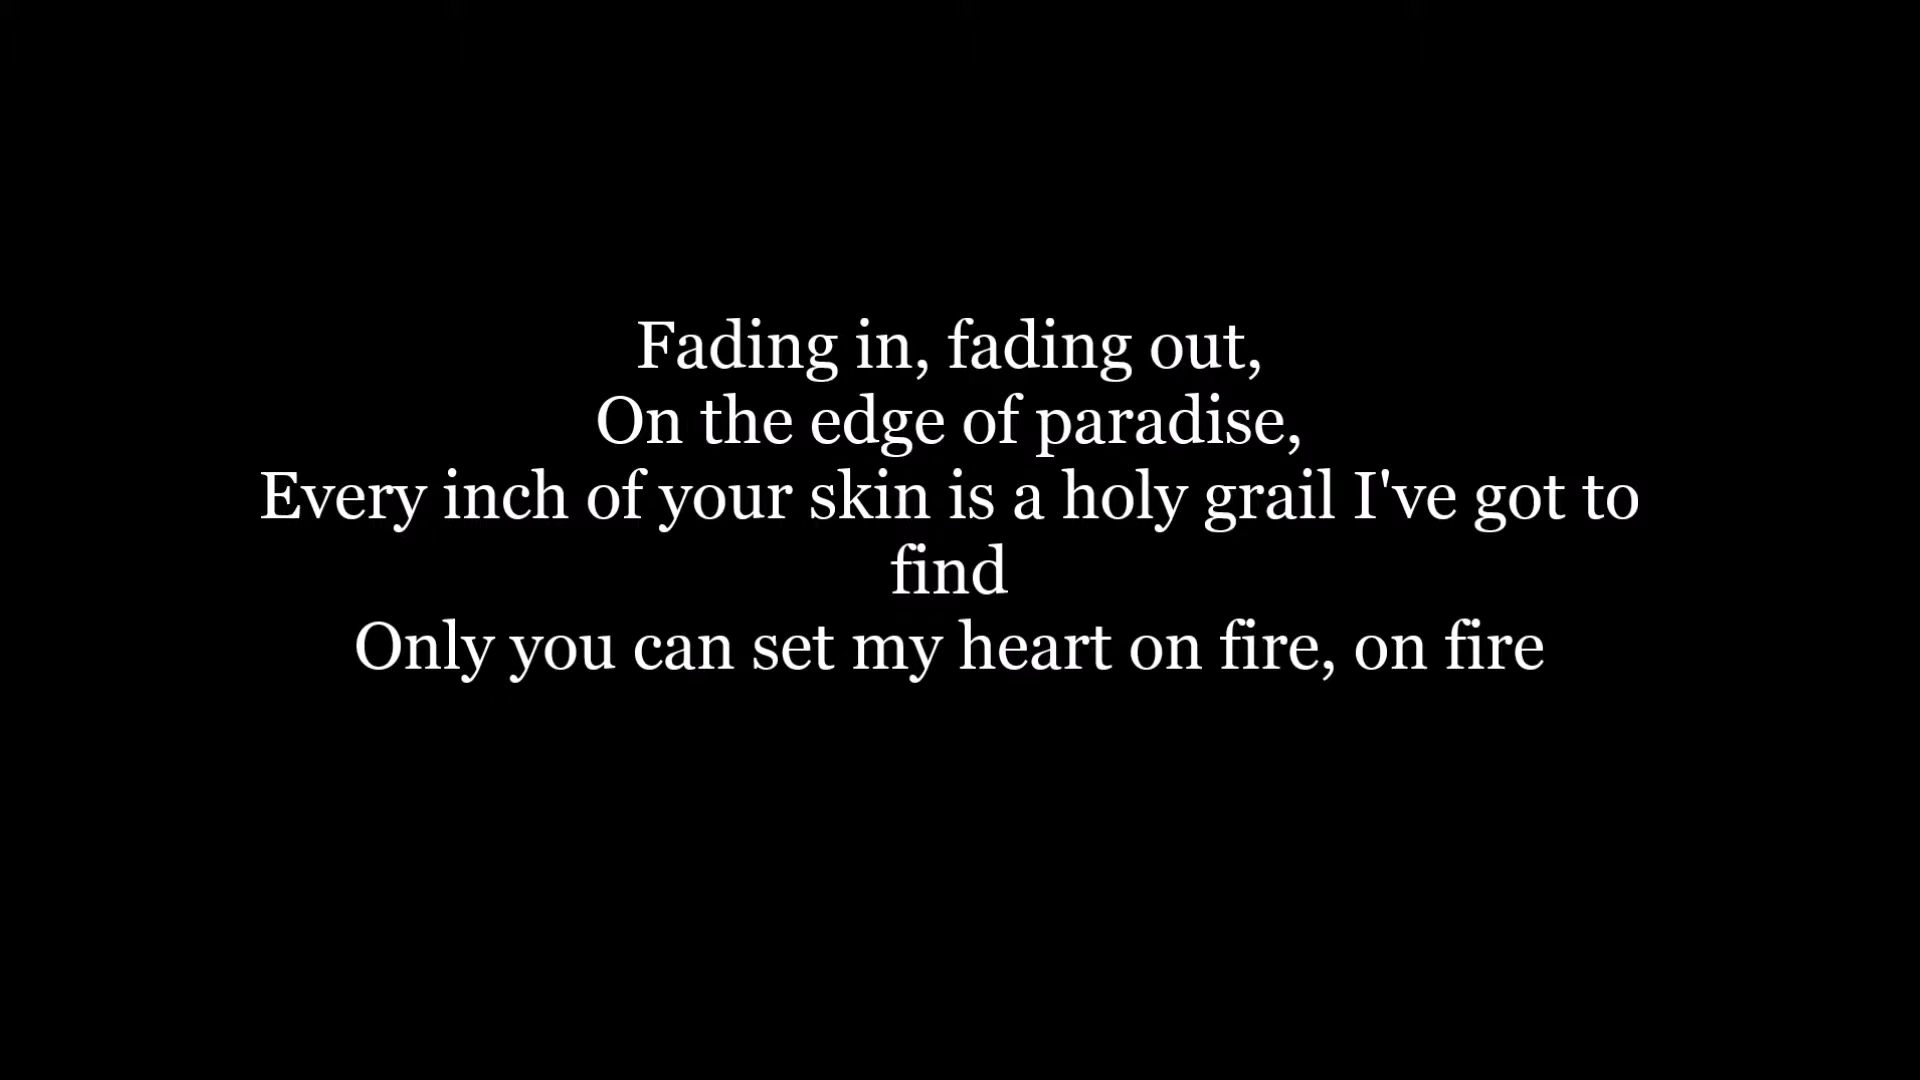 Fading in, fading out,
On the edge of paradise,
Every inch of your skin is a holy grail I've got to
find
Only you can set my heart on fire, on fire